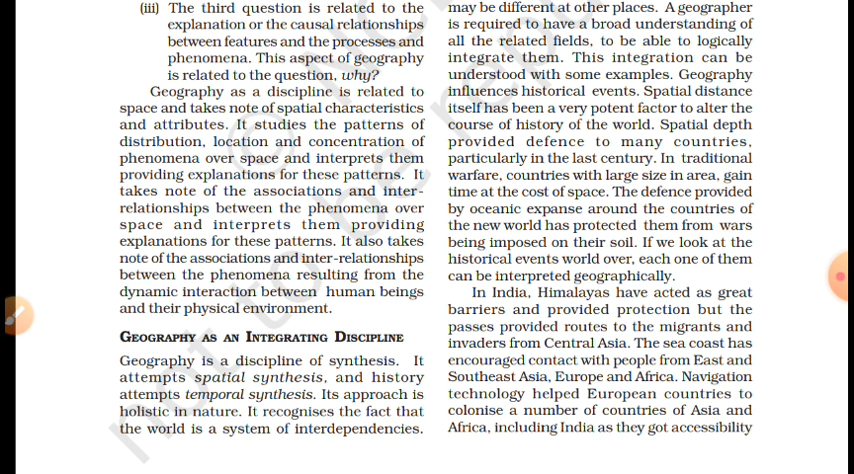 (iii) The third question is related to the
explanation or the causal relationships
between features and the processes and
phenomena. This aspect of geography
is related to the question, why?
Geography as a discipline is related to
space and takes note of spatial characteristics
and attributes. It studies the patterns of
distribution, location and concentration of
phenomena over space and interprets them
providing explanations for these patterns. It
takes note of the associations and inter-
relationships between the phenomena over
space and interprets them providing
explanations for these patterns. It also takes
note of the associations and inter-relationships
between the phenomena resulting from the
dynamic interaction between human beings
and their physical environment.
GEOGRAPHY AS AN INTEGRATING DISCIPLINE
Geography is a discipline of synthesis. It
attempts spatial synthesis, and history
attempts temporal synthesis. Its approach is
holistic in nature. It recognises the fact that
the world is a system of interdependencies.
may be different at other places. A geographer
is required to have a broad understanding of
all the related fields, to be able to logically
integrate them. This integration can be
understood with some examples. Geography
influences historical events. Spatial distance
itself has been a very potent factor to alter the
course of history of the world. Spatial depth
provided defence to many countries,
particularly in the last century. In traditional
warfare, countries with large size in area, gain
time at the cost of space. The defence provided
by oceanic expanse around the countries of
the new world has protected them from wars
being imposed on their soil. If we look at the
historical events world over, each one of them
can be interpreted geographically.
In India, Himalayas have acted as great
barriers and provided protection but the
passes provided routes to the migrants and
invaders from Central Asia. The sea coast has
encouraged contact with people from East and
Southeast Asia, Europe and Africa. Navigation
technology helped European countries to
colonise a number of countries of Asia and
Africa, including India as they got accessibility
© NC
not to be rep